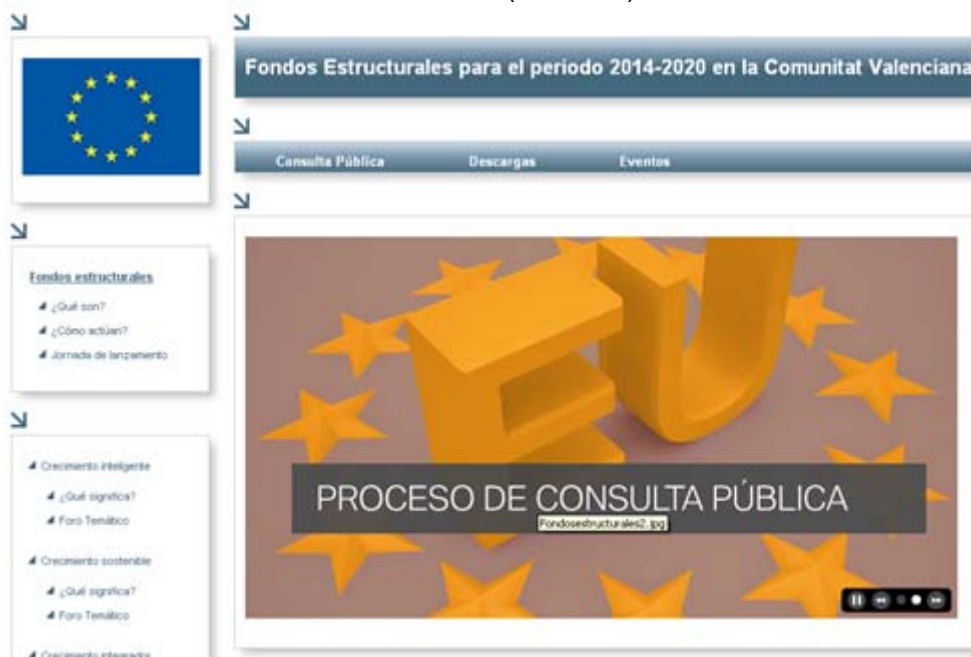 Fondos Estructurales para el periodo 2014-2020 en la Comunitat Valenciana
Consulta Pública
Descargas
Eventos
Fondos estructurales
¿Qué son?
¿Cómo actúan?
Jornada de lanzamiento
Crecimiento inteligente
¿Qué significa?
Foro Temático
Crecimiento sostenible
¿Qué significa?
Foro Temático
Crecimiento integrador
EU
PROCESO DE CONSULTA PÚBLICA
Fondosestructurales2.jpg